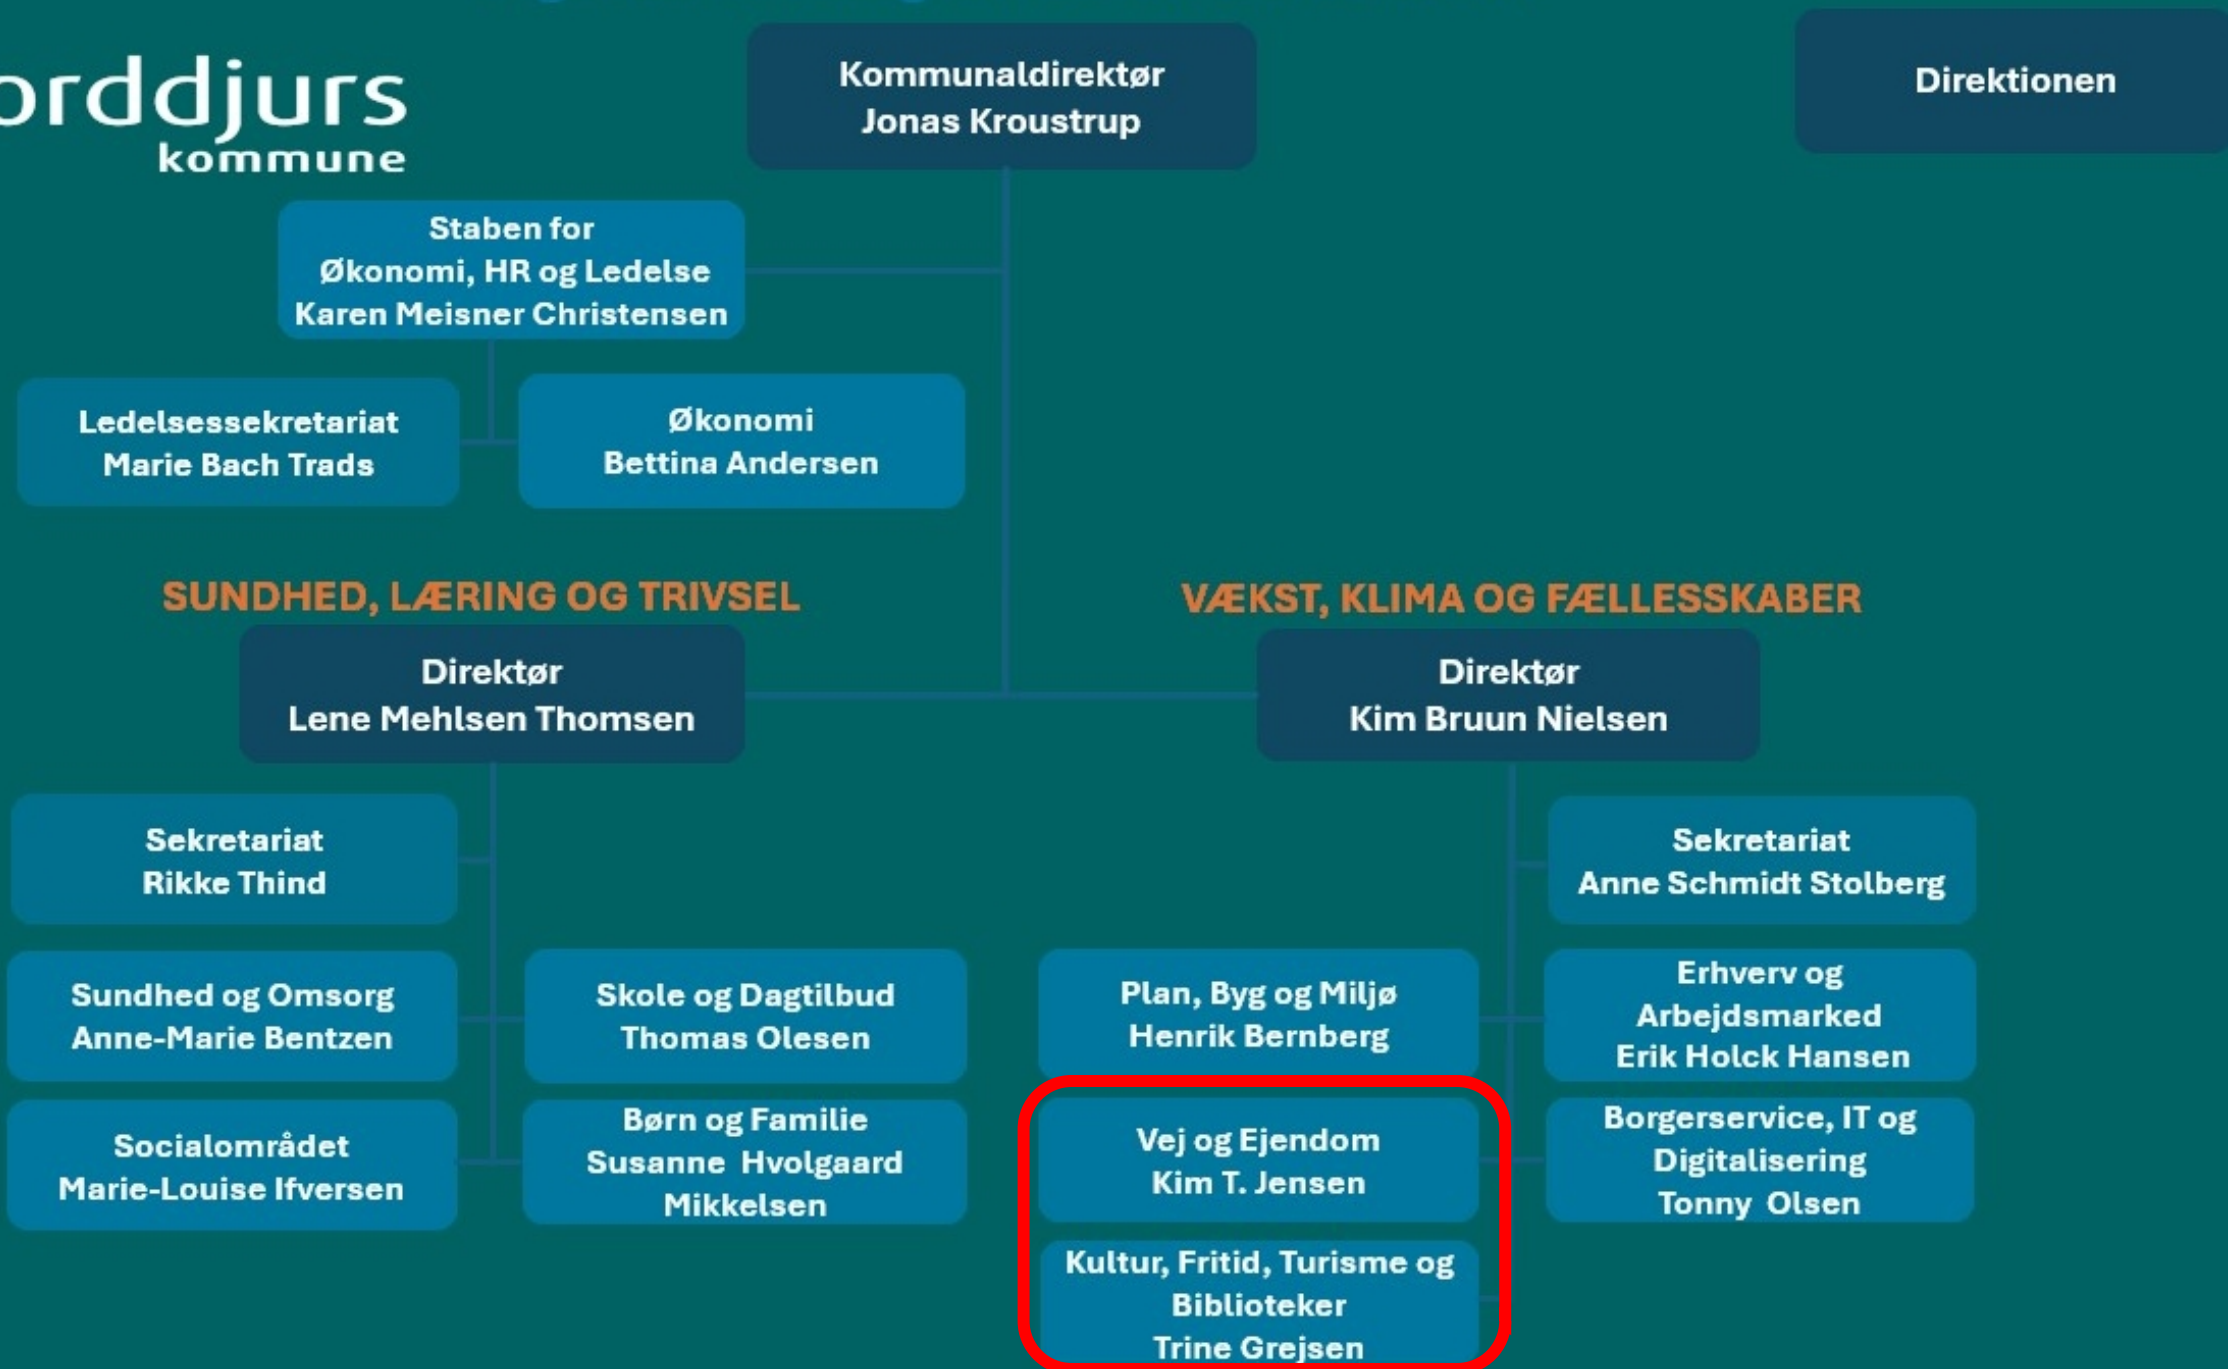 orddjurs
kommune
Kommunaldirektør
Jonas Kroustrup
Direktionen
Staben for
Økonomi, HR og Ledelse
Karen Meisner Christensen
Ledelsessekretariat
Marie Bach Trads
Økonomi
Bettina Andersen
SUNDHED, LÆRING OG TRIVSEL
Direktør
Lene Mehlsen Thomsen
Sekretariat
Rikke Thind
Sundhed og Omsorg
Anne-Marie Bentzen
Skole og Dagtilbud
Thomas Olesen
Socialområdet
Marie-Louise Ifversen
Børn og Familie
Susanne Hvolgaard
Mikkelsen
VÆKST, KLIMA OG FÆLLESSKABER
Direktør
Kim Bruun Nielsen
Sekretariat
Anne Schmidt Stolberg
Plan, Byg og Miljø
Henrik Bernberg
Erhverv og
Arbejdsmarked
Erik Holck Hansen
Vej og Ejendom
Kim T. Jensen
Borgerservice, IT og
Digitalisering
Tonny Olsen
Kultur, Fritid, Turisme og
Biblioteker
Trine Grejsen